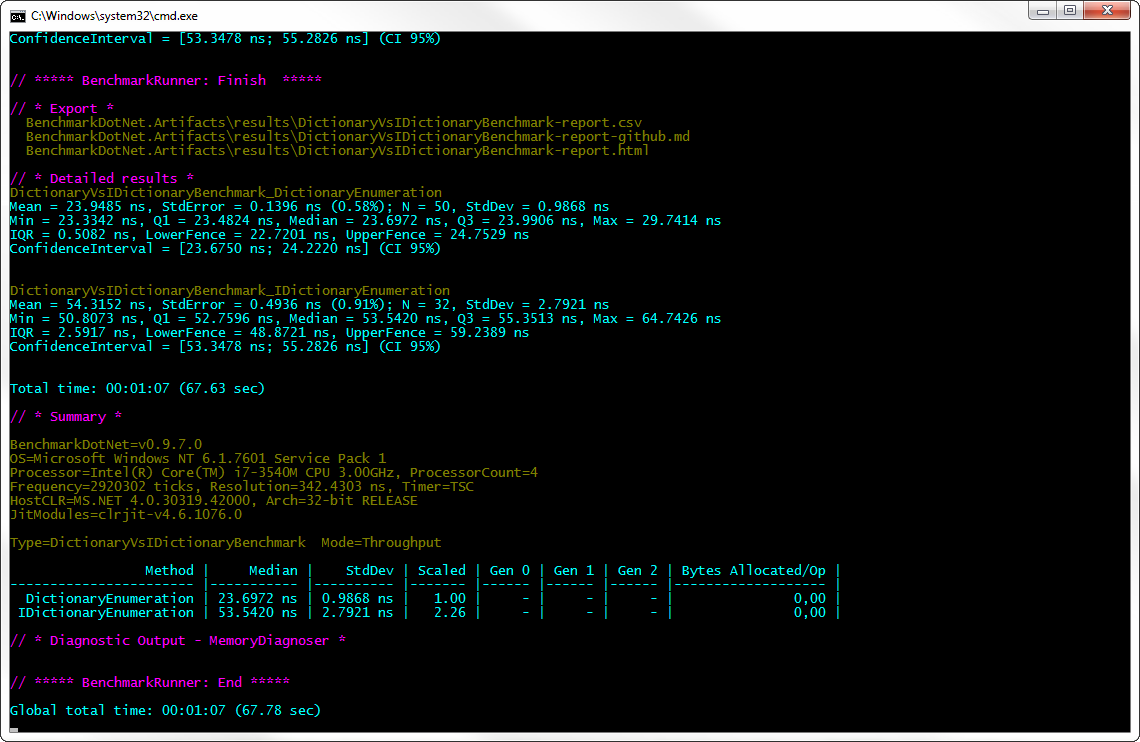 C:\Windows\system32\cmd.exe
ConfidenceInterval = [53.3478 ns; 55.2826 ns] (CI 95%)
// ***** BenchmarkRunner: Finish  *****
// * Export *
  BenchmarkDotNet.Artifacts\results\DictionaryVsIDictionaryBenchmark-report.csv
  BenchmarkDotNet.Artifacts\results\DictionaryVsIDictionaryBenchmark-report-github.md
  BenchmarkDotNet.Artifacts\results\DictionaryVsIDictionaryBenchmark-report.html
// * Detailed results *
DictionaryVsIDictionaryBenchmark_DictionaryEnumeration
Mean = 23.9485 ns, StdError = 0.1396 ns (0.58%); N = 50, StdDev = 0.9868 ns
Min = 23.3342 ns, Q1 = 23.4824 ns, Median = 23.6972 ns, Q3 = 23.9906 ns, Max = 29.7414 ns
IQR = 0.5082 ns, LowerFence = 22.7201 ns, UpperFence = 24.7529 ns
ConfidenceInterval = [23.6750 ns; 24.2220 ns] (CI 95%)
DictionaryVsIDictionaryBenchmark_IDictionaryEnumeration
Mean = 54.3152 ns, StdError = 0.4936 ns (0.91%); N = 32, StdDev = 2.7921 ns
Min = 50.8073 ns, Q1 = 52.7596 ns, Median = 53.5420 ns, Q3 = 55.3513 ns, Max = 64.7426 ns
IQR = 2.5917 ns, LowerFence = 48.8721 ns, UpperFence = 59.2389 ns
ConfidenceInterval = [53.3478 ns; 55.2826 ns] (CI 95%)
Total time: 00:01:07 (67.63 sec)
// * Summary *
BenchmarkDotNet=v0.9.7.0
OS=Microsoft Windows NT 6.1.7601 Service Pack 1
Processor=Intel(R) Core(TM) i7-3540M CPU 3.00GHz, ProcessorCount=4
Frequency=2920302 ticks, Resolution=342.4303 ns, Timer=TSC
HostCLR=MS.NET 4.0.30319.42000, Arch=32-bit RELEASE
JitModules=clrjit-v4.6.1076.0
Type=DictionaryVsIDictionaryBenchmark  Mode=Throughput
                 Method |     Median |    StdDev | Scaled | Gen 0 | Gen 1 | Gen 2 | Bytes Allocated/Op |
----------------------- |----------- |---------- |------- |------ |------ |------ |------------------- |
  DictionaryEnumeration | 23.6972 ns | 0.9868 ns |   1.00 |     - |     - |     - |               0,00 |
 IDictionaryEnumeration | 53.5420 ns | 2.7921 ns |   2.26 |     - |     - |     - |               0,00 |
// * Diagnostic Output - MemoryDiagnoser *
// ***** BenchmarkRunner: End *****
Global total time: 00:01:07 (67.78 sec)